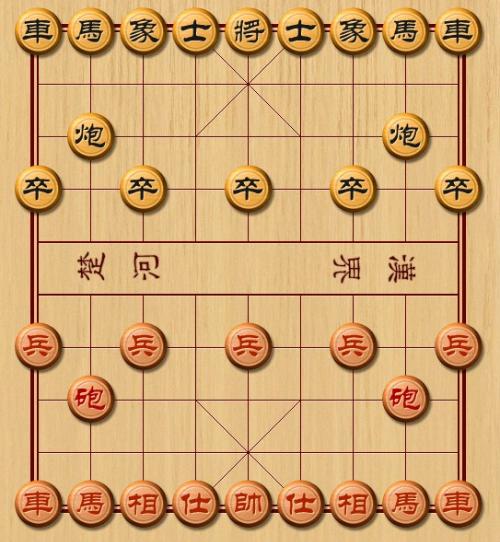 車馬象士將士象馬車
炮炮
卒卒卒卒卒
楚河 漢界
兵兵兵兵兵
砲砲
車馬相仕帥仕相馬車